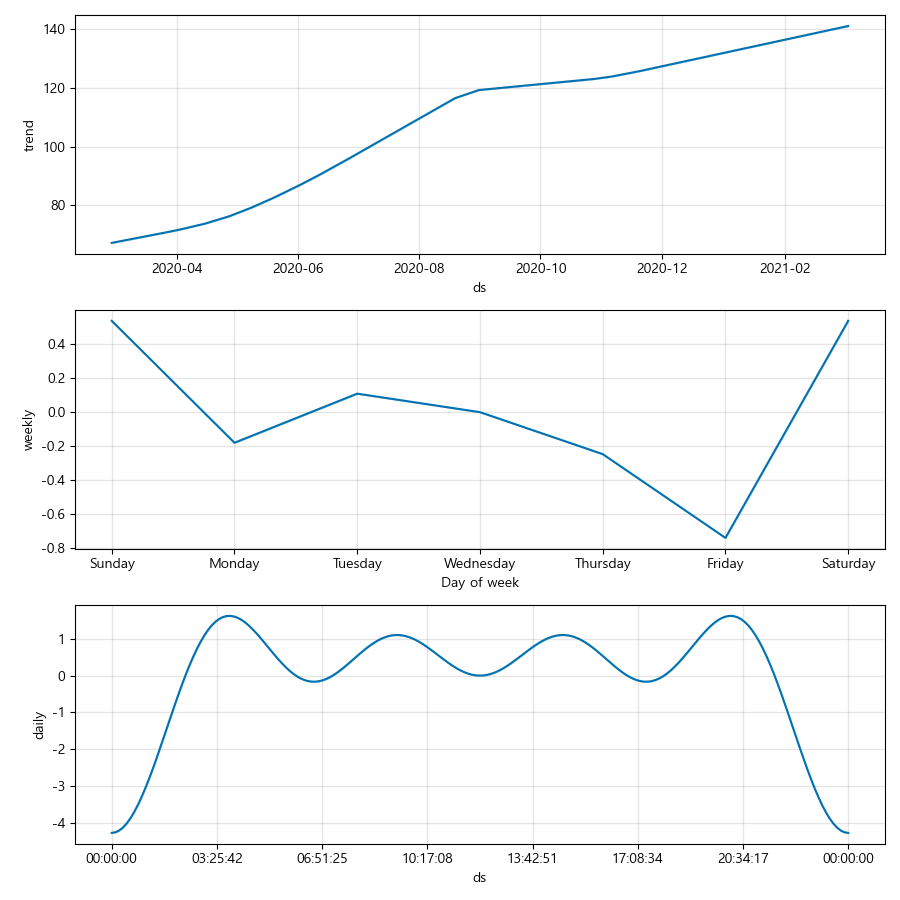 trend
140
120
100
80
2020-04 2020-06 2020-08 2020-10 2020-12 2021-02
ds
weekly
0.4
0.2
0.0
-0.2
-0.4
-0.6
-0.8
Sunday Monday Tuesday Wednesday Thursday Friday Saturday
Day of week
daily
1
0
-1
-2
-3
-4
00:00:00 03:25:42 06:51:25 10:17:08 13:42:51 17:08:34 20:34:17 00:00:00
ds